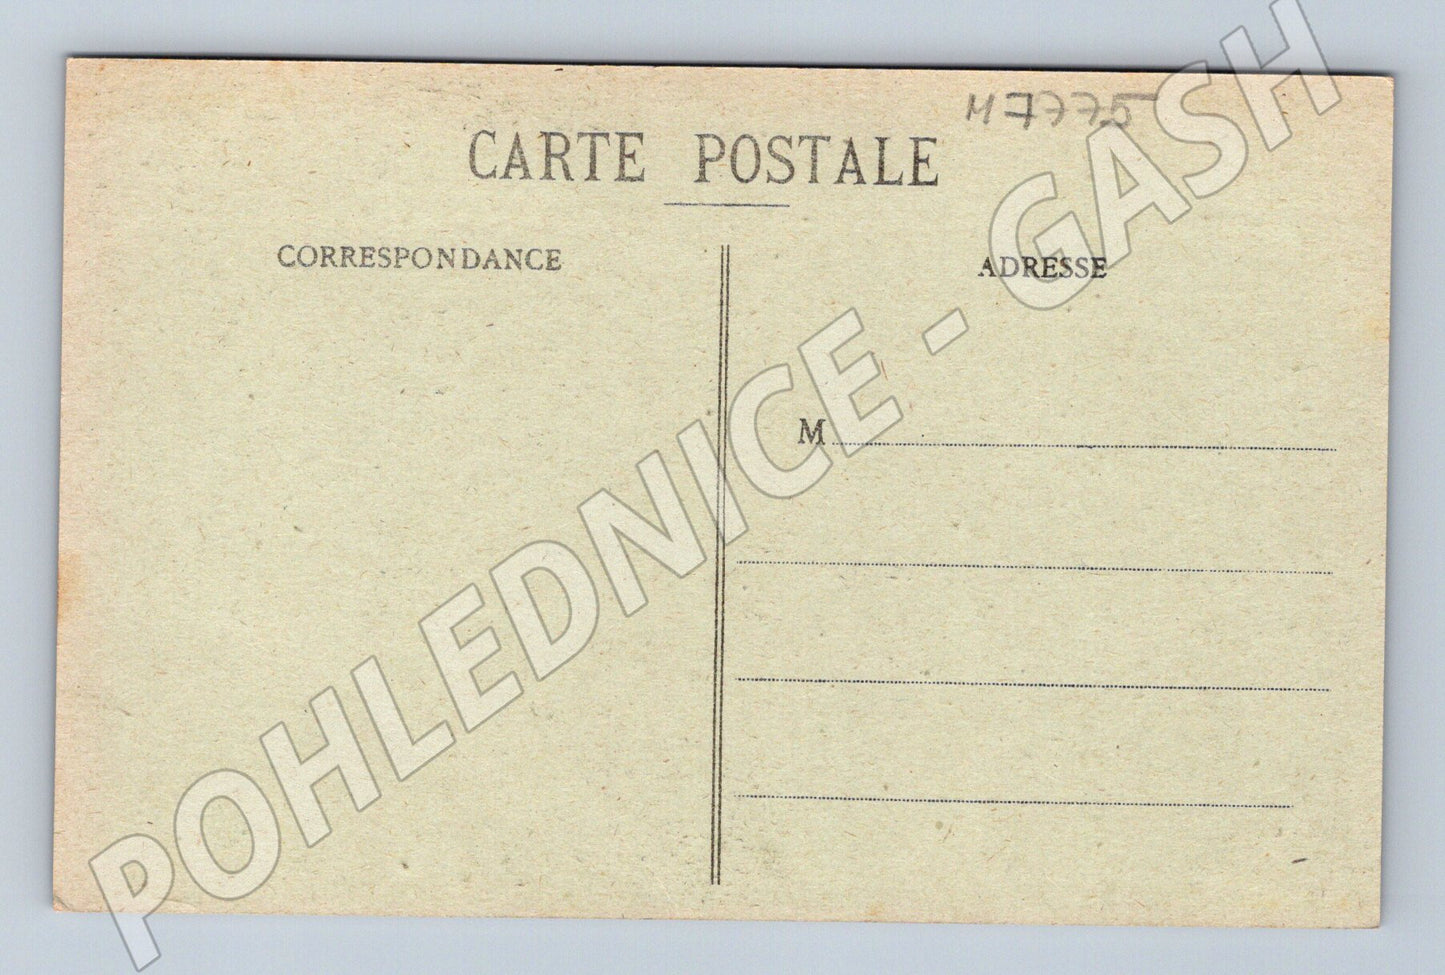 M7775
CARTE POSTALE
CORRESPONDANCE
ADRESSE
M
POHLEDNICE - GASH